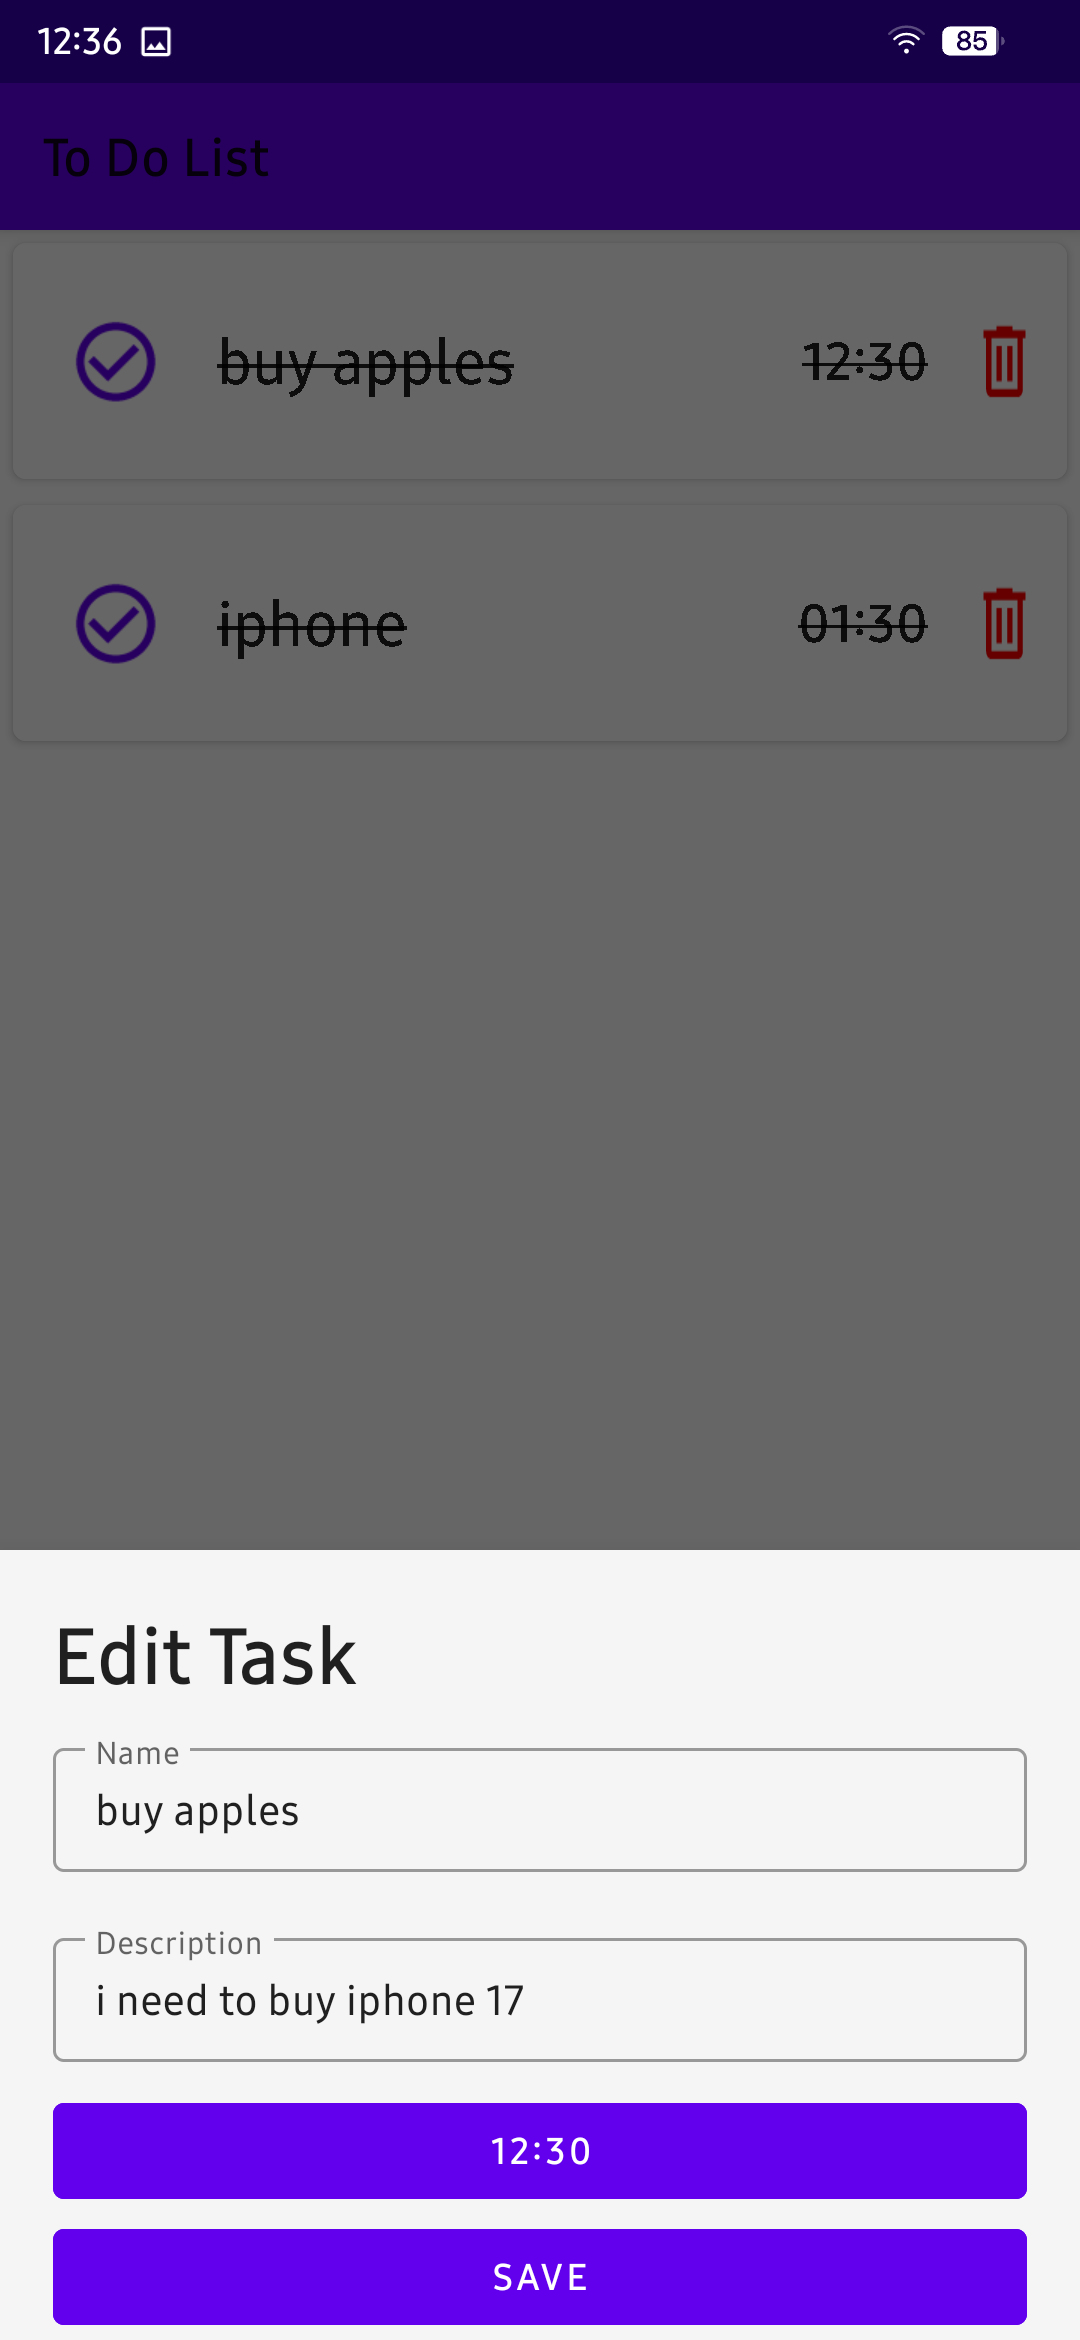 12:36 85
To Do List
buy apples 12:30
iphone 01:30
Edit Task
Name
buy apples
Description
i need to buy iphone 17
12:30
SAVE